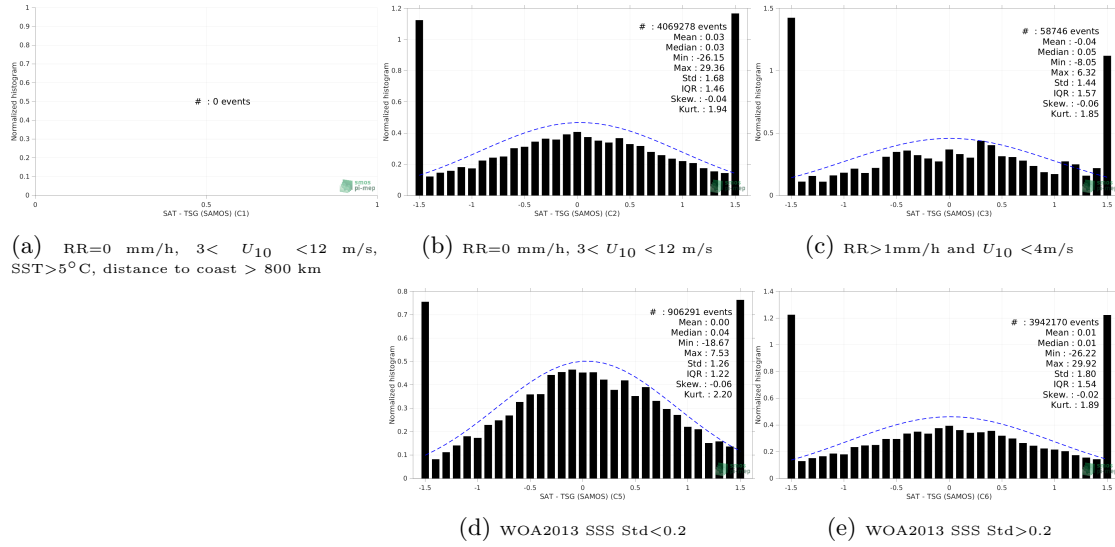 1
0.9
0.8
0.7
0.6
0.5
0.4
0.3
0.2
0.1
0
Normalized histogram
# : 0 events
smos
pi-mep
0
0.5
1
SAT - TSG (SAMOS) (C1)
(a) RR=0 mm/h, 3< U10 <12 m/s,
SST>5°C, distance to coast > 800 km
1.2
1
0.8
0.6
0.4
0.2
0
Normalized histogram
# : 4069278 events
Mean : 0.03
Median : 0.03
Min : -26.15
Max : 29.36
Std : 1.68
IQR : 1.46
Skew. : -0.04
Kurt. : 1.94
-1.5
-1
-0.5
0
0.5
1
1.5
SAT - TSG (SAMOS) (C2)
(b) RR=0 mm/h, 3< U10 <12 m/s
1.5
1
0.5
0
Normalized histogram
# : 58746 events
Mean : -0.04
Median : 0.05
Min : -8.05
Max : 6.32
Std : 1.44
IQR : 1.57
Skew. : -0.06
Kurt. : 1.85
-1.5
-1
-0.5
0
0.5
1
1.5
SAT - TSG (SAMOS) (C3)
(c) RR>1mm/h and U10 <4m/s
0.8
0.7
0.6
0.5
0.4
0.3
0.2
0.1
0
Normalized histogram
# : 906291 events
Mean : 0.00
Median : 0.04
Min : -18.67
Max : 7.53
Std : 1.26
IQR : 1.22
Skew. : -0.06
Kurt. : 2.20
-1.5
-1
-0.5
0
0.5
1
1.5
SAT - TSG (SAMOS) (C5)
(d) WOA2013 SSS Std<0.2
1.4
1.2
1
0.8
0.6
0.4
0.2
0
Normalized histogram
# : 3942170 events
Mean : 0.01
Median : 0.01
Min : -26.22
Max : 29.92
Std : 1.80
IQR : 1.54
Skew. : -0.02
Kurt. : 1.89
-1.5
-1
-0.5
0
0.5
1
1.5
SAT - TSG (SAMOS) (C6)
(e) WOA2013 SSS Std>0.2